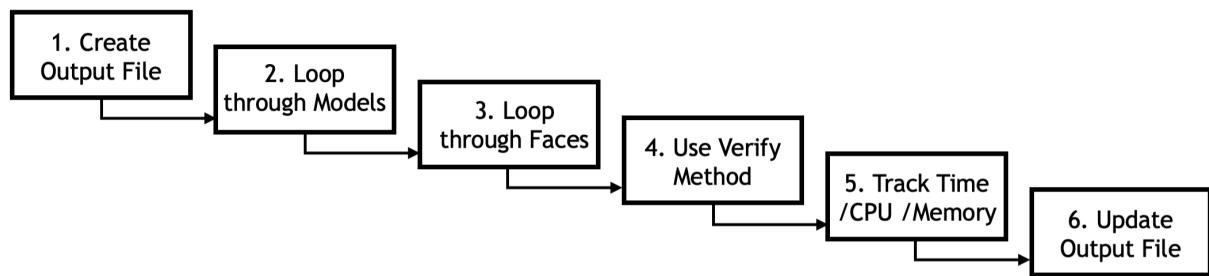 1. Create
Output File
2. Loop
through Models
3. Loop
through Faces
4. Use Verify
Method
5. Track Time
/CPU /Memory
6. Update
Output File